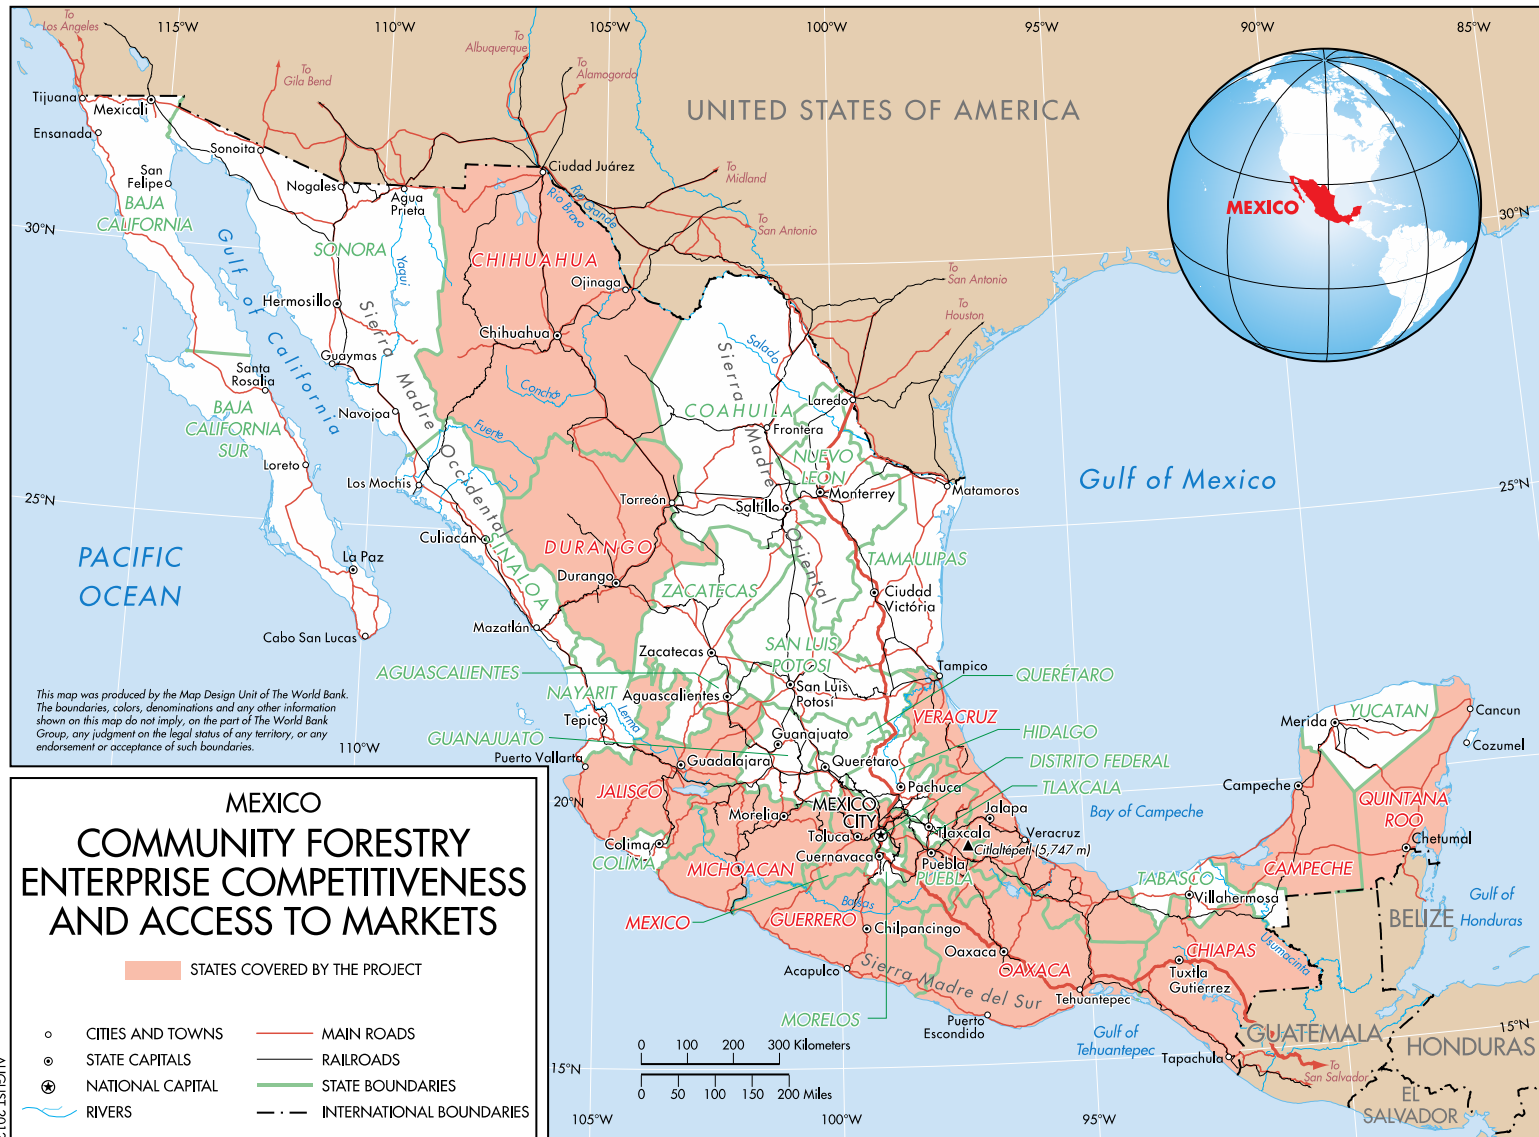 115°W
110°W
105°W
100°W
95°W
90°W
85°W
To
Los Angeles
To
Gila Bend
To
Albuquerque
To
Alamogordo
To
Midland
To
San Antonio
To
San Antonio
To
Houston
UNITED STATES OF AMERICA
MEXICO
Tijuana
Mexicali
Ensanada
San
Felipe
BAJA
CALIFORNIA
Sonoita
Nogales
Agua
Prieta
Ciudad Juárez
Rio Bravo
Rio Grande
30°N
30°N
Gulf of California
SONORA
Yaqui
CHIHUAHUA
Ojinaga
Hermosillo
Chihuahua
Sierra Madre Occidental
Guaymas
Santa
Rosalia
Conchó
Salado
Sierra Madre Oriental
Laredo
COAHUILA
Frontera
BAJA
CALIFORNIA
SUR
Navojoa
Fuerte
Loreto
Los Mochis
NUEVO
LEON
Torreón
Monterrey
Saltillo
Matamoros
Gulf of Mexico
25°N
25°N
PACIFIC
OCEAN
Culiacán
SINALOA
DURANGO
Durango
La Paz
Cabo San Lucas
Mazatlán
TAMAULIPAS
ZACATECAS
Ciudad
Victória
Zacatecas
SAN LUIS
POTOSI
Tampico
AGUASCALIENTES
NAYARIT
Aguascalientes
San Luis
Potosí
QUERÉTARO
Tepic
Lerma
VERACRUZ
GUANAJUATO
Guanajuato
HIDALGO
Puerto Vallarta
Guadalajara
Querétaro
DISTRITO FEDERAL
Pachuca
TLAXCALA
JALISCO
MEXICO
CITY
Jalapa
Morelia
Toluca
Tlaxcala
Veracruz
Citlaltépetl (5,747 m)
Colima
COLIMA
Cuernavaca
Puebla
PUEBLA
MICHOACAN
Balsas
MEXICO
GUERRERO
Chilpancingo
Oaxaca
OAXACA
Acapulco
Sierra Madre del Sur
Tehuantepec
Puerto
Escondido
MORELOS
Gulf of
Tehuantepec
Bay of Campeche
Merida
YUCATAN
Cancun
Cozumel
Campeche
QUINTANA
ROO
Chetumal
CAMPECHE
TABASCO
Villahermosa
CHIAPAS
Tuxtla
Gutierrez
Usumacinta
Tapachula
BELIZE
Gulf of
Honduras
GUATEMALA
HONDURAS
EL
SALVADOR
To
San Salvador
20°N
15°N
15°N
110°W
105°W
100°W
95°W
0 100 200 300 Kilometers
0 50 100 150 200 Miles
This map was produced by the Map Design Unit of The World Bank.
The boundaries, colors, denominations and any other information
shown on this map do not imply, on the part of The World Bank
Group, any judgment on the legal status of any territory, or any
endorsement or acceptance of such boundaries.
MEXICO
COMMUNITY FORESTRY
ENTERPRISE COMPETITIVENESS
AND ACCESS TO MARKETS
STATES COVERED BY THE PROJECT
CITIES AND TOWNS
STATE CAPITALS
NATIONAL CAPITAL
RIVERS
MAIN ROADS
RAILROADS
STATE BOUNDARIES
INTERNATIONAL BOUNDARIES